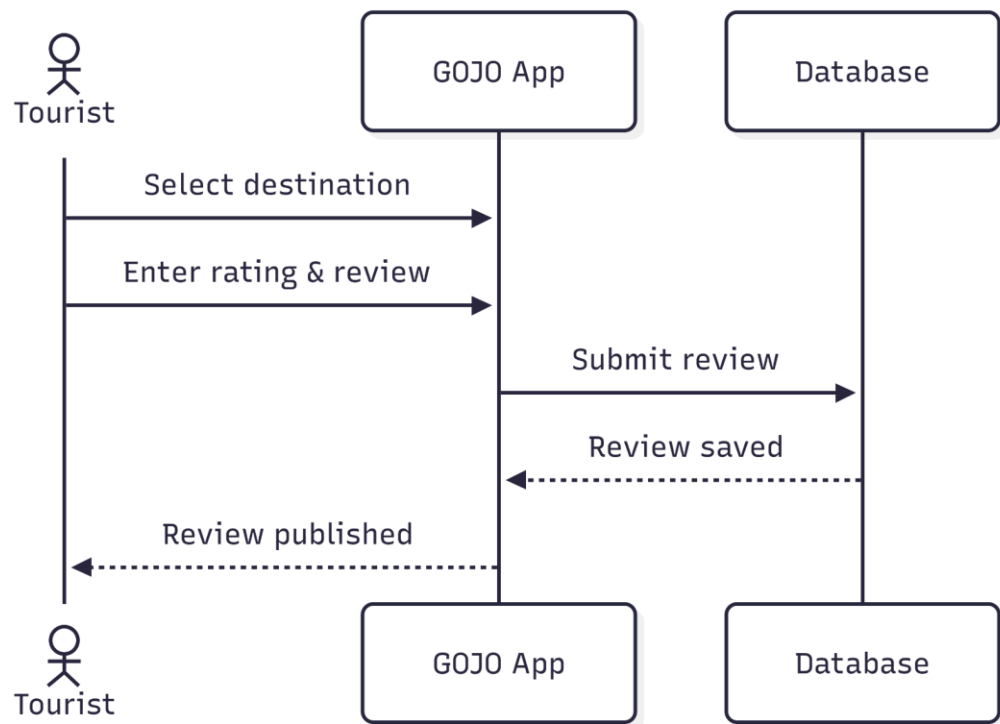 GOJO App
Database
Tourist
Select destination
Enter rating & review
Submit review
Review saved
Review published
GOJO App
Database
Tourist